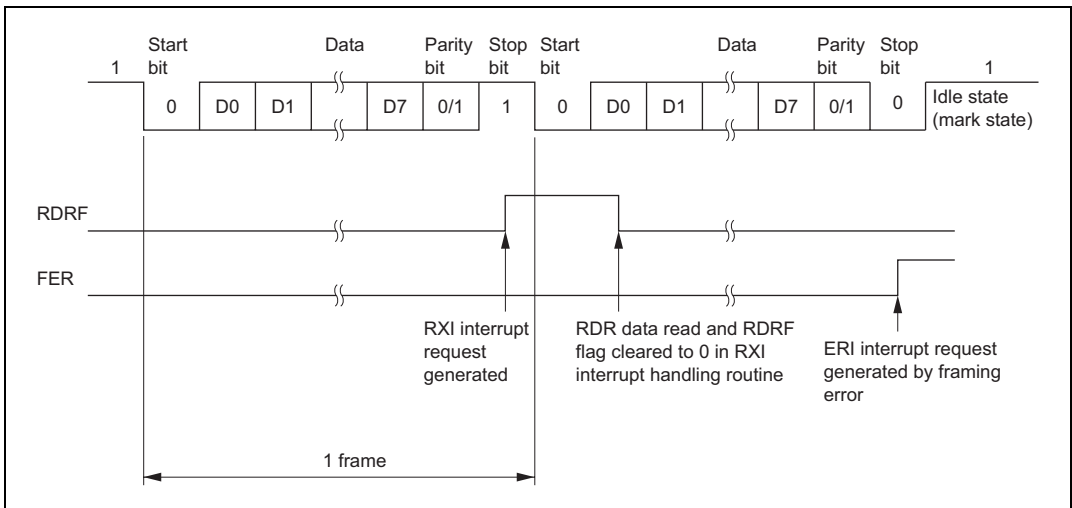 Start Data Parity Stop Start Data Parity Stop
1 bit bit bit bit bit bit 1
0 D0 D1 D7 0/1 1 0 D0 D1 D7 0/1 0 Idle state
(mark state)
RDRF
FER
RXI interrupt
request
generated
RDR data read and RDRF
flag cleared to 0 in RXI
interrupt handling routine
ERI interrupt request
generated by framing
error
1 frame